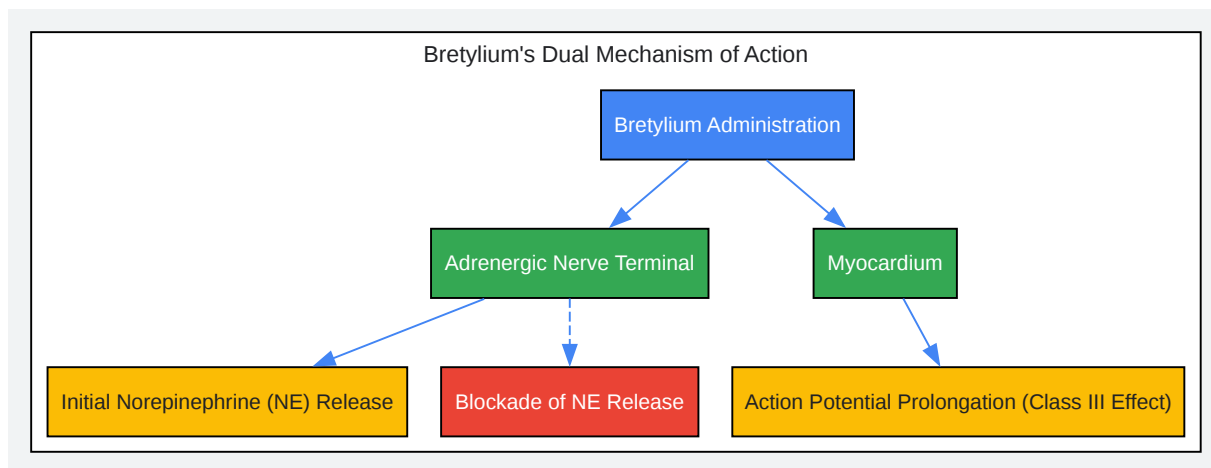 Bretylium's Dual Mechanism of Action
Bretylium Administration
Adrenergic Nerve Terminal
Myocardium
Initial Norepinephrine (NE) Release
Blockade of NE Release
Action Potential Prolongation (Class III Effect)